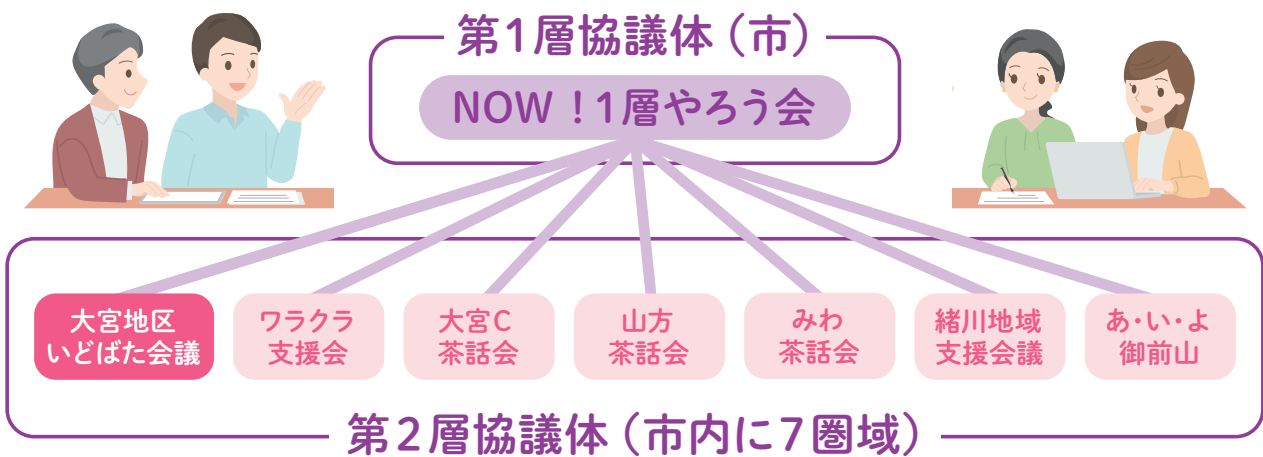 第1層協議体（市）
NOW！1層やろう会
大宮地区
いどばた会議
ワラクラ
支援会
大宮C
茶話会
山方
茶話会
みわ
茶話会
緒川地域
支援会議
あ・い・よ
御前山
第2層協議体（市内に7圏域）